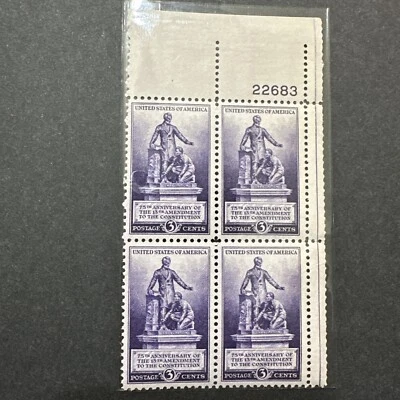 22683
UNITED STATES OF AMERICA
75TH ANNIVERSARY OF
THE 13TH AMENDMENT
TO THE CONSTITUTION
POSTAGE 3 CENTS
UNITED STATES OF AMERICA
75TH ANNIVERSARY OF
THE 13TH AMENDMENT
TO THE CONSTITUTION
POSTAGE 3 CENTS
UNITED STATES OF AMERICA
75TH ANNIVERSARY OF
THE 13TH AMENDMENT
TO THE CONSTITUTION
POSTAGE 3 CENTS
UNITED STATES OF AMERICA
75TH ANNIVERSARY OF
THE 13TH AMENDMENT
TO THE CONSTITUTION
POSTAGE 3 CENTS